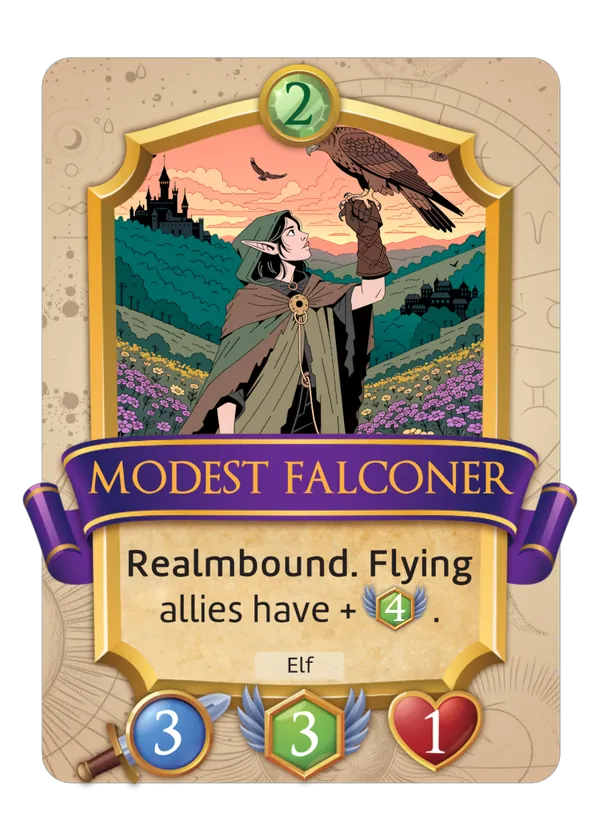 2
MODEST FALCONER
Realmbound. Flying
allies have + 4 .
Elf
3 3 1